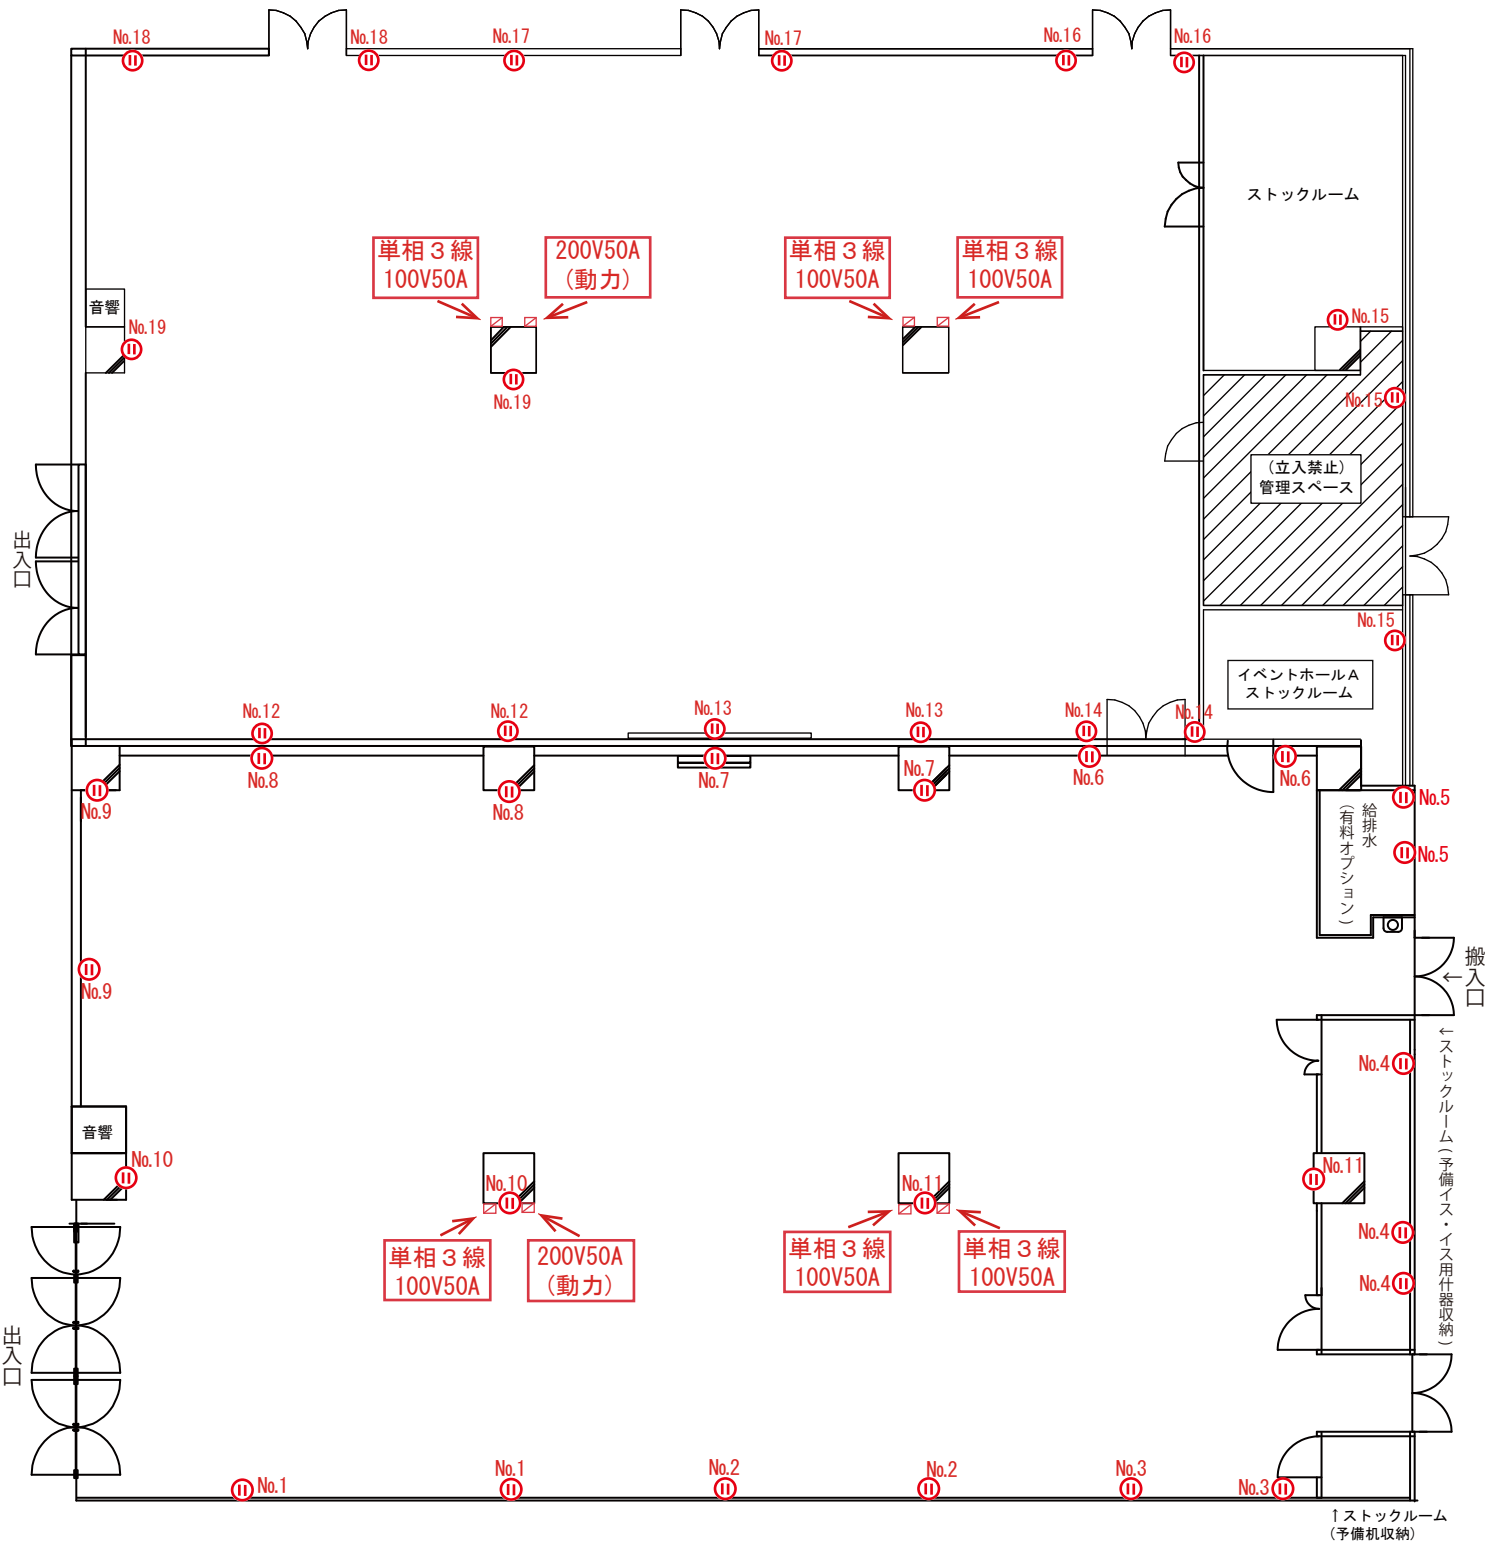 No.18
No.18
No.17
No.17
No.16
No.16
ストックルーム
単相３線
100V50A
200V50A
(動力)
単相３線
100V50A
単相３線
100V50A
音響
No.19
No.19
No.15
No.15
(立入禁止)
管理スペース
出入口
No.15
イベントホールA
ストックルーム
No.12
No.12
No.13
No.13
No.14
No.14
No.9
No.8
No.8
No.7
No.7
No.6
No.6
No.5
No.5
給排水
(有料オプション)
No.9
←搬入口
←ストックルーム(予備イス・イス用什器収納)
No.4
音響
No.10
No.10
No.11
No.11
No.4
No.4
単相３線
100V50A
200V50A
(動力)
単相３線
100V50A
単相３線
100V50A
出入口
No.1
No.1
No.2
No.2
No.3
No.3
↑ストックルーム
(予備机収納)